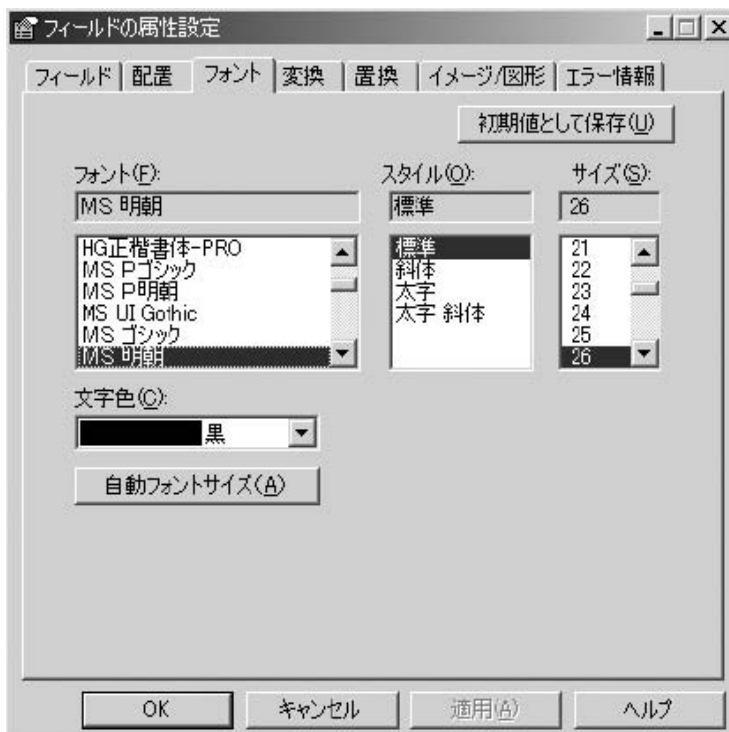 フィールドの属性設定
フィールド 配置 フォント 変換 置換 イメージ/図形 エラー情報
初期値として保存(U)
フォント(F): スタイル(O): サイズ(S):
MS 明朝 標準 26
HG正楷書体-PRO 標準 21
MS Pゴシック 斜体 22
MS P明朝 太字 23
MS UI Gothic 太字 斜体 24
MS ゴシック 25
MS 明朝 26
文字色(C):
黒
自動フォントサイズ(A)
OK キャンセル 適用(A) ヘルプ